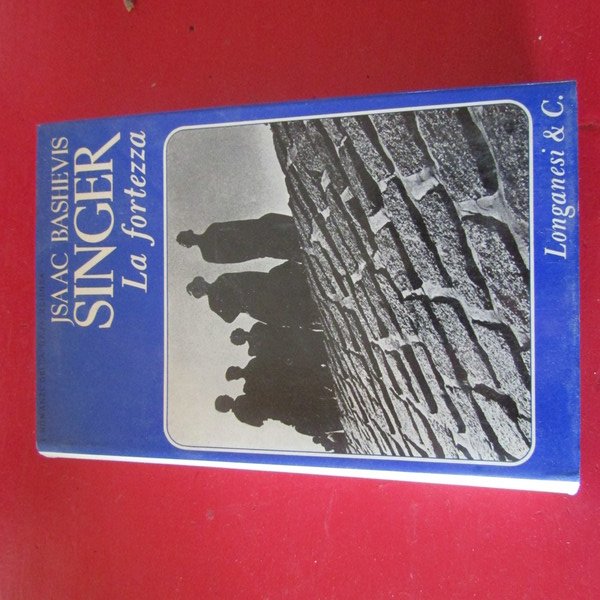 ISAAC BASHEVIS
SINGER
La fortezza
Longanesi & C.